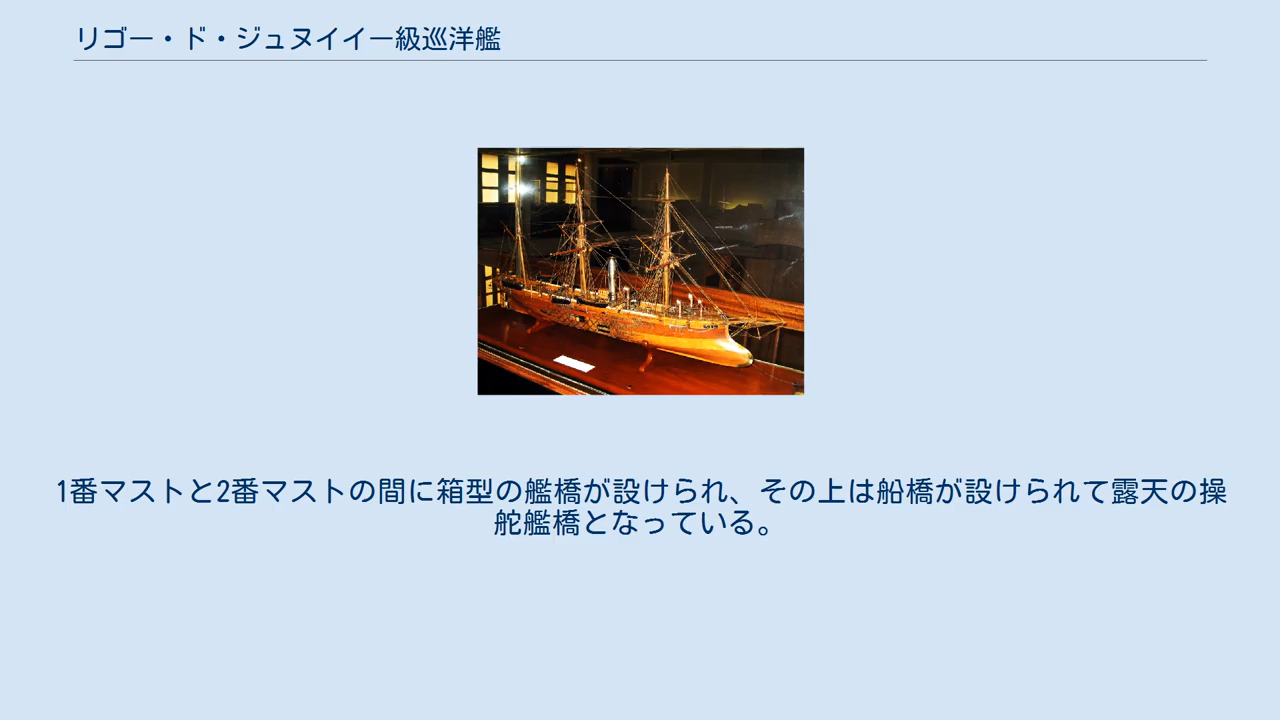 リゴー・ド・ジュヌイイー級巡洋艦
1番マストと2番マストの間に箱型の艦橋が設けられ、その上は船橋が設けられて露天の操
舵艦橋となっている。